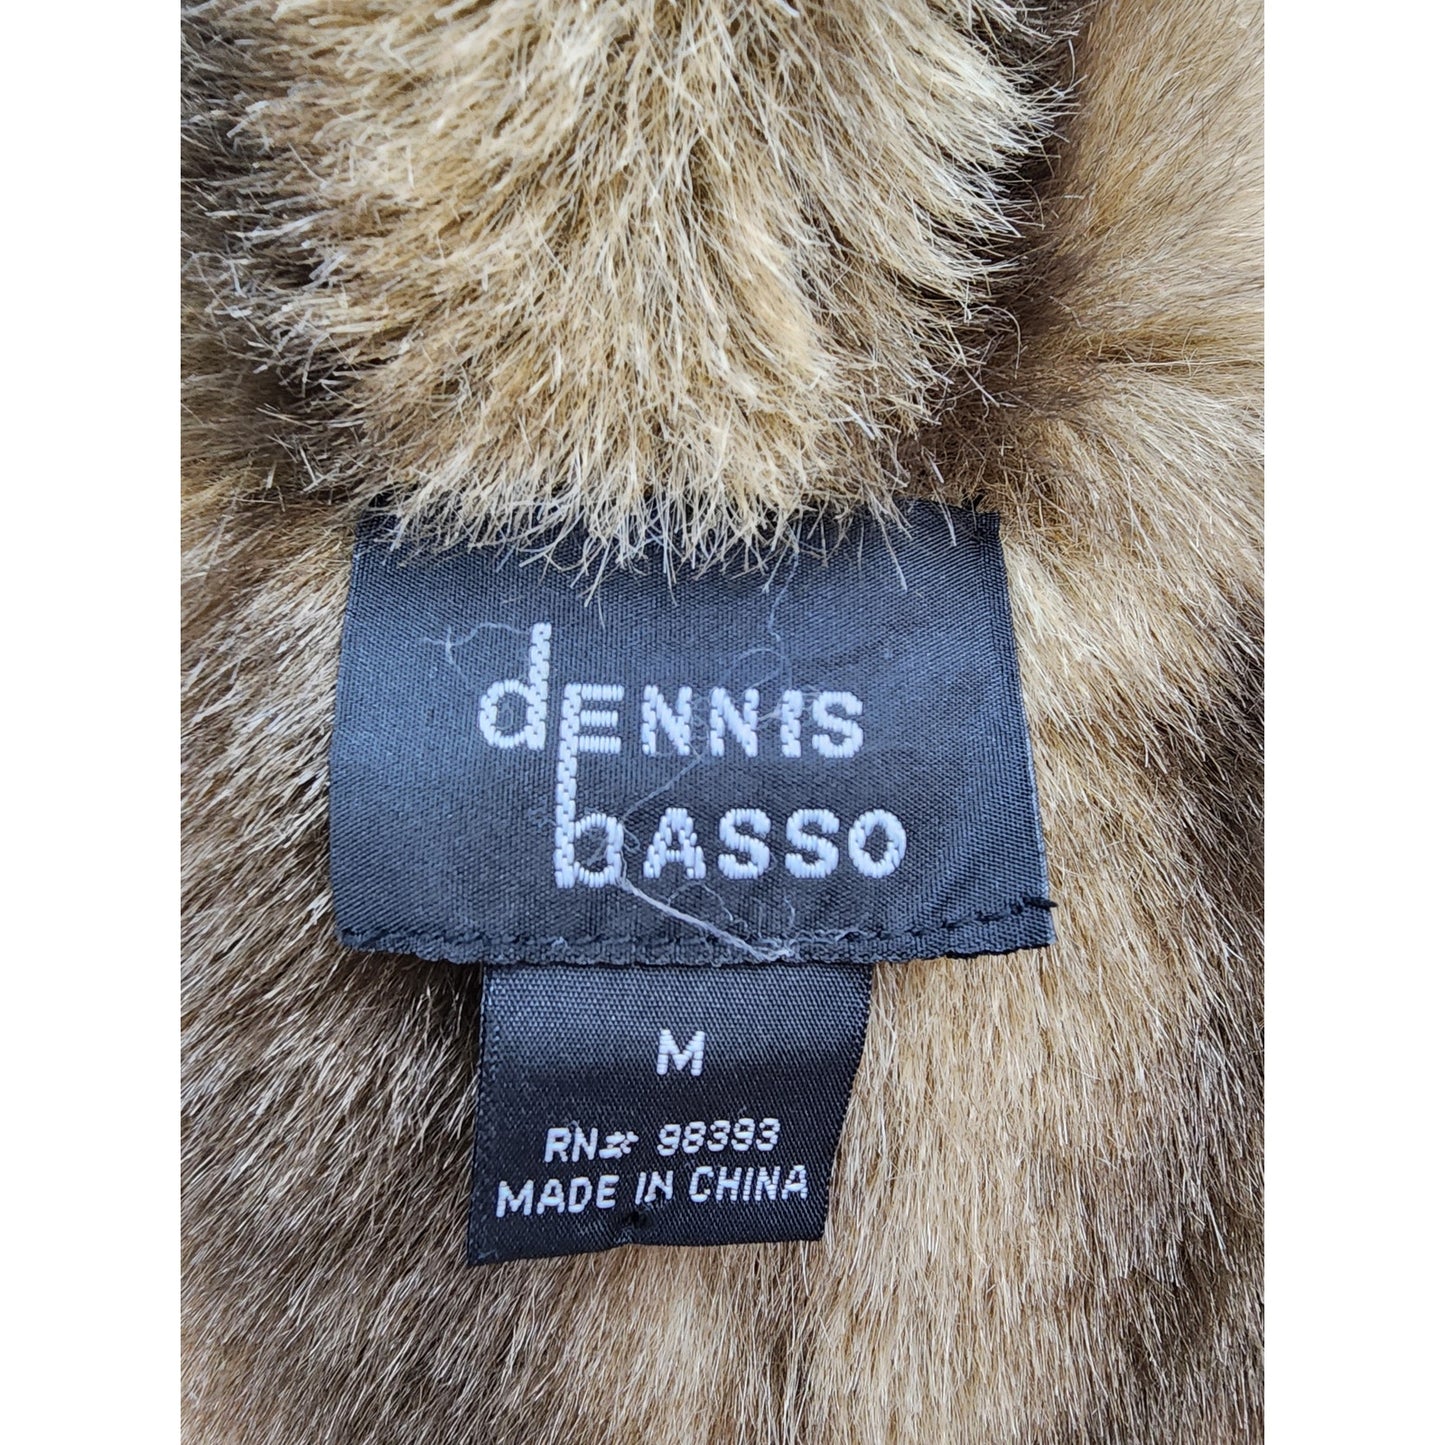 dENNIS
bASSO
M
RN# 98393
MADE IN CHINA